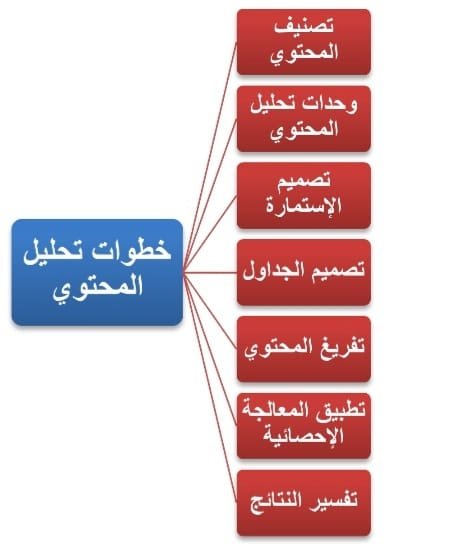 خطوات تحليل
المحتوي
تصنيف
المحتوي
وحدات تحليل
المحتوي
تصميم
الإستمارة
تصميم الجداول
تفريغ المحتوي
تطبيق المعالجة
الإحصائية
تفسير النتائج